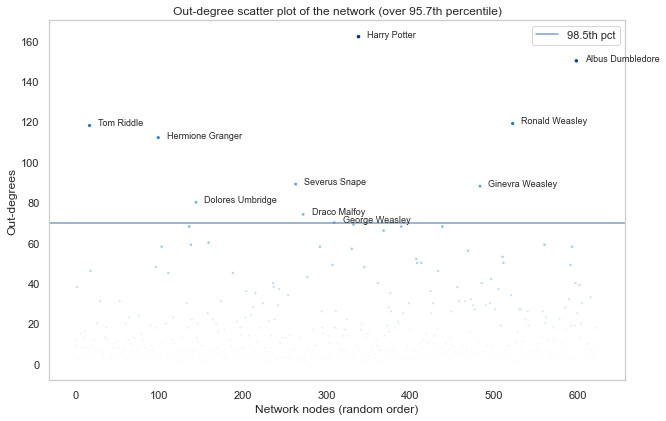 Out-degree scatter plot of the network (over 95.7th percentile)
98.5th pct
Harry Potter
Albus Dumbledore
Tom Riddle
Ronald Weasley
Hermione Granger
Severus Snape
Ginevra Weasley
Dolores Umbridge
Draco Malfoy
George Weasley
Out-degrees
160
140
120
100
80
60
40
20
0
0
100
200
300
400
500
600
Network nodes (random order)